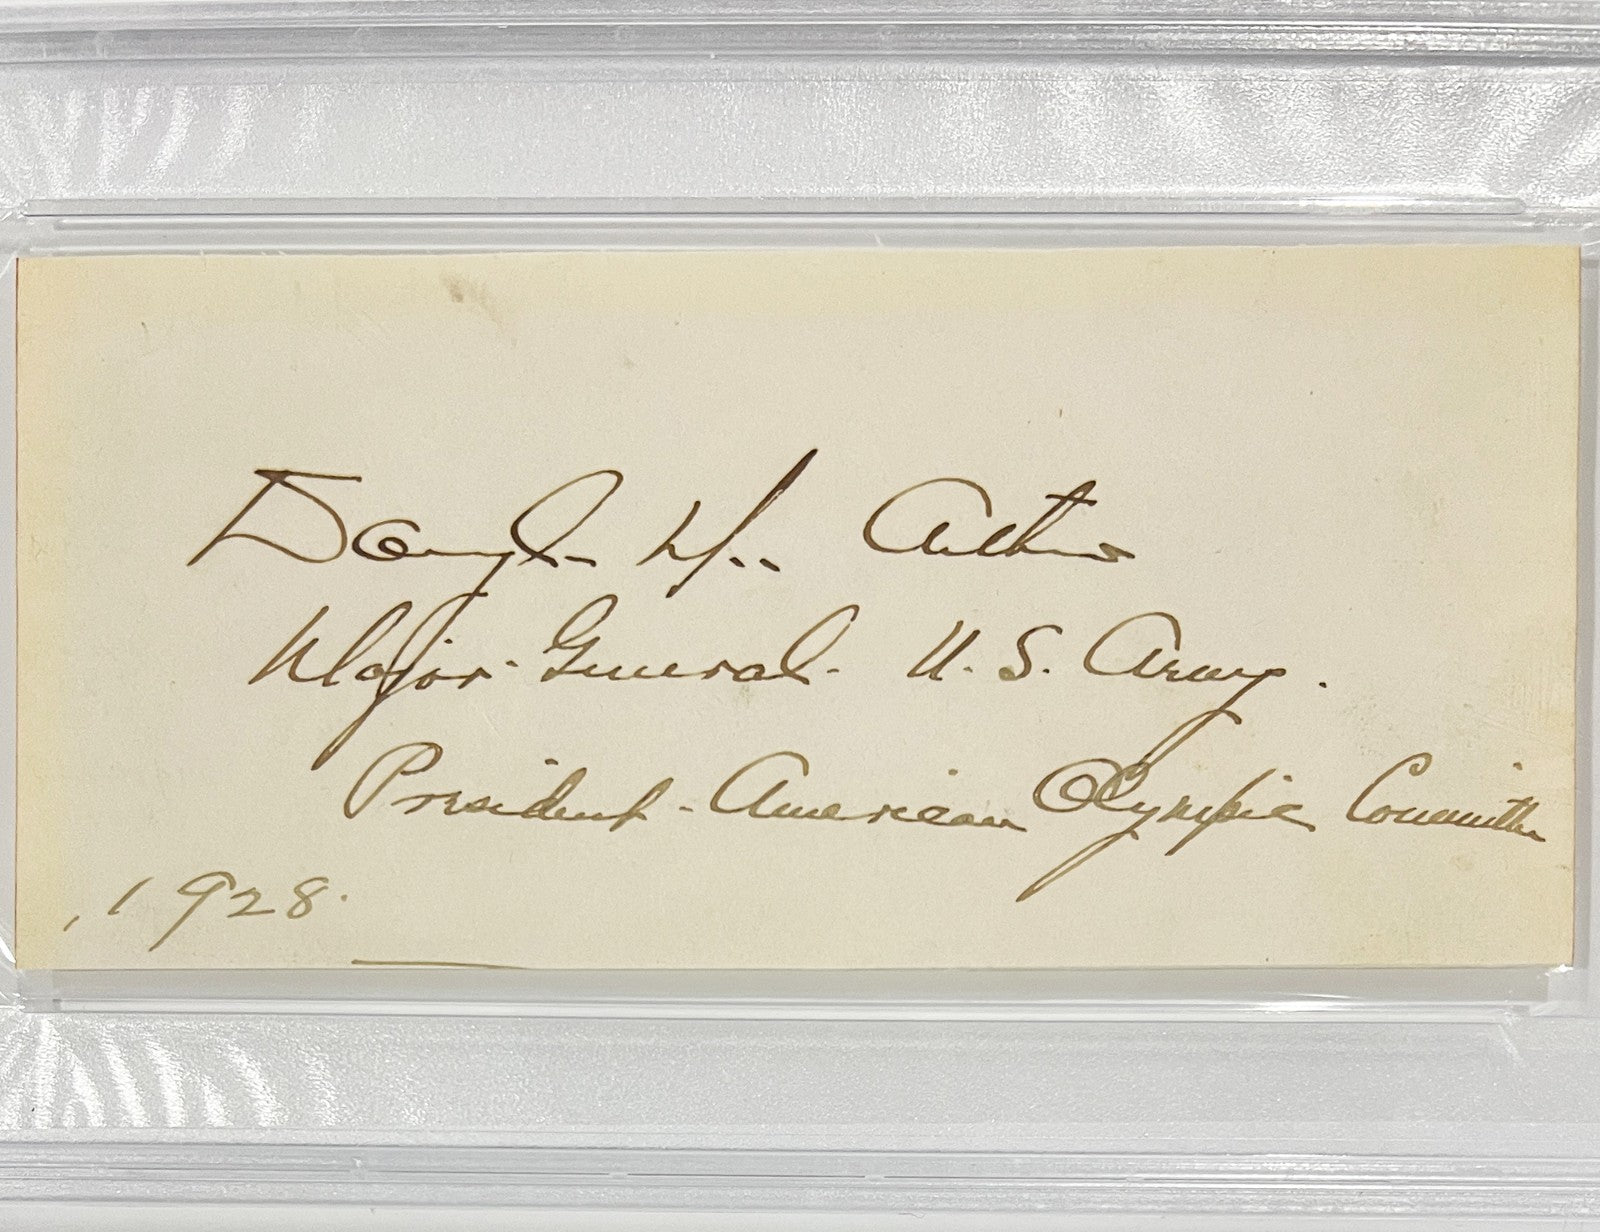 Douglas MacArthur
Major-General. U.S. Army.
President-American Olympic Committee
, 1928.